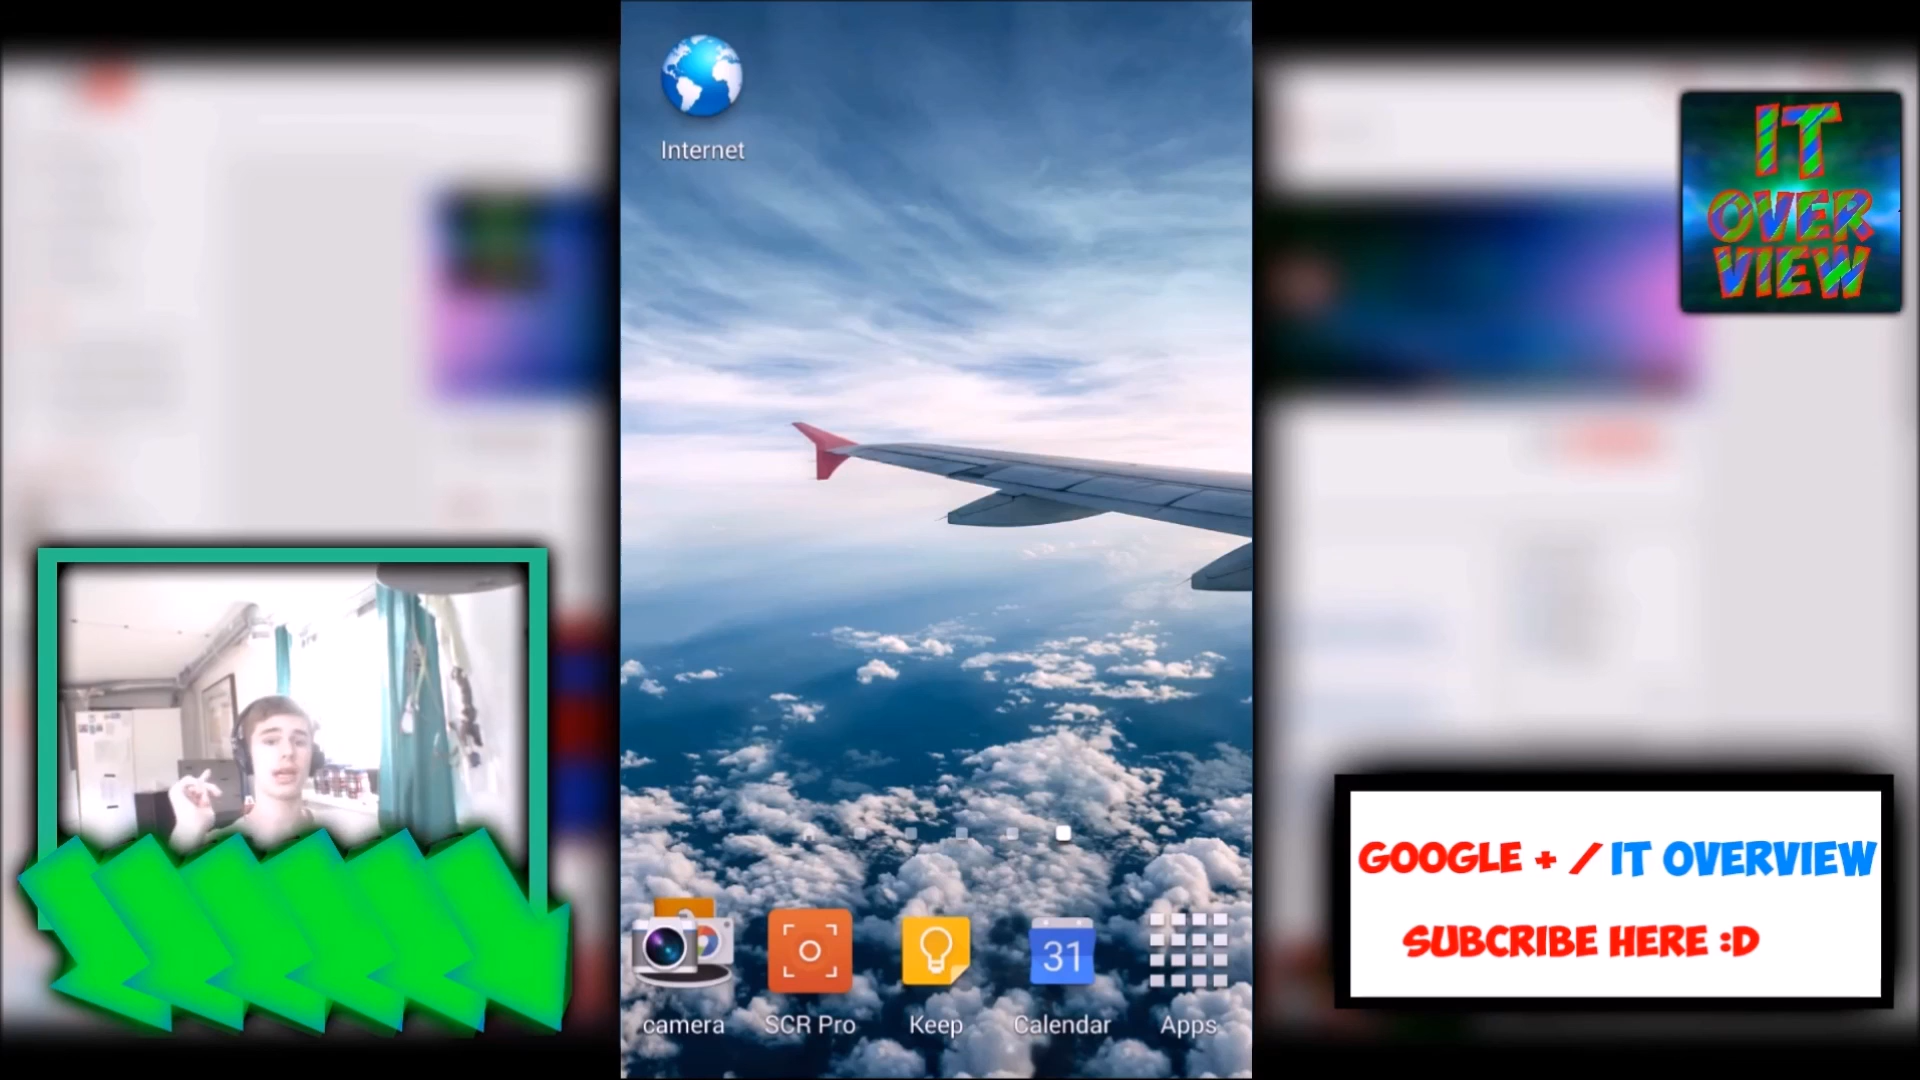 Internet
IT
OVER
VIEW
GOOGLE + / IT OVERVIEW
SUBCRIBE HERE :D
31
camera
SCR Pro
Keep
Calendar
Apps